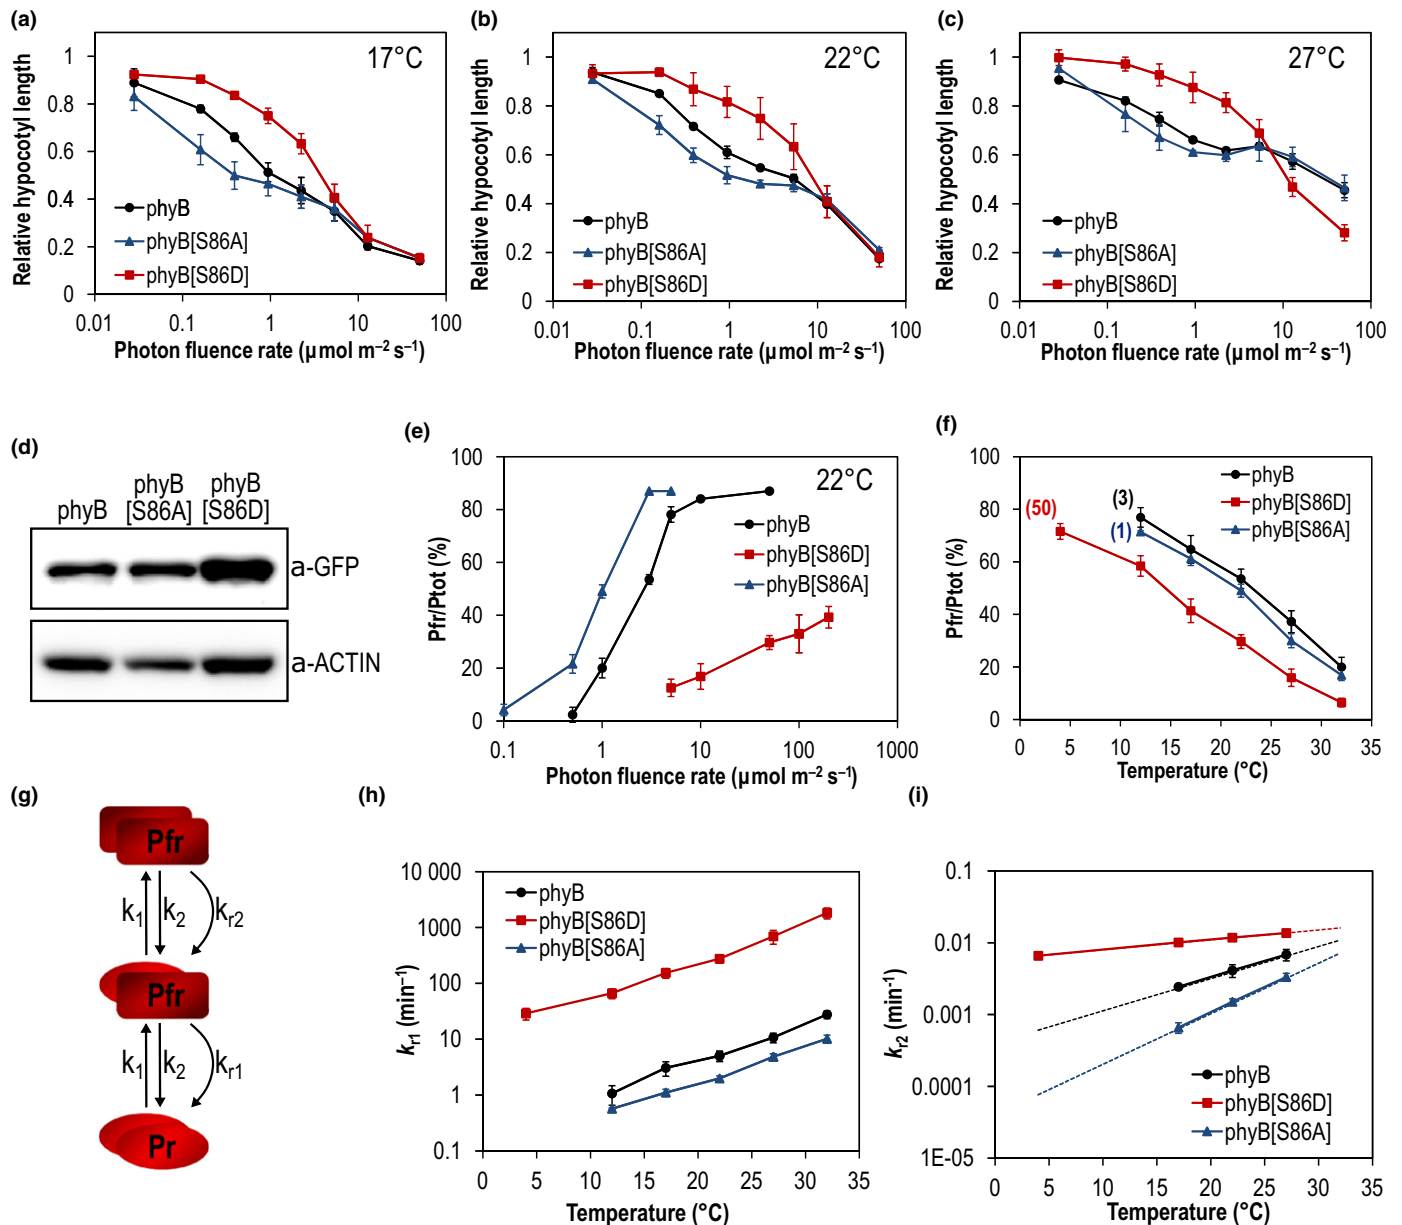 (a)
17°C
Relative hypocotyl length
1
0.8
0.6
0.4
0.2
0
phyB
phyB[S86A]
phyB[S86D]
0.01
0.1
1
10
100
Photon fluence rate (µmol m–2 s–1)
(b)
22°C
Relative hypocotyl length
1
0.8
0.6
0.4
0.2
0
phyB
phyB[S86A]
phyB[S86D]
0.01
0.1
1
10
100
Photon fluence rate (µmol m–2 s–1)
(c)
27°C
Relative hypocotyl length
1
0.8
0.6
0.4
0.2
0
phyB
phyB[S86A]
phyB[S86D]
0.01
0.1
1
10
100
Photon fluence rate (µmol m–2 s–1)
(d)
phyB
phyB
[S86A]
phyB
[S86D]
a-GFP
a-ACTIN
(e)
22°C
Pfr/Ptot (%)
100
80
60
40
20
0
phyB
phyB[S86D]
phyB[S86A]
0.1
1
10
100
1000
Photon fluence rate (µmol m–2 s–1)
(f)
Pfr/Ptot (%)
100
80
60
40
20
0
(50)
(3)
(1)
phyB
phyB[S86D]
phyB[S86A]
0
5
10
15
20
25
30
35
Temperature (°C)
(g)
Pfr
k1
k2
kr2
Pfr
k1
k2
kr1
Pr
(h)
kr1 (min–1)
10 000
1000
100
10
1
0.1
phyB
phyB[S86D]
phyB[S86A]
0
5
10
15
20
25
30
35
Temperature (°C)
(i)
kr2 (min-1)
0.1
0.01
0.001
0.0001
1E-05
phyB
phyB[S86D]
phyB[S86A]
0
5
10
15
20
25
30
35
Temperature (°C)